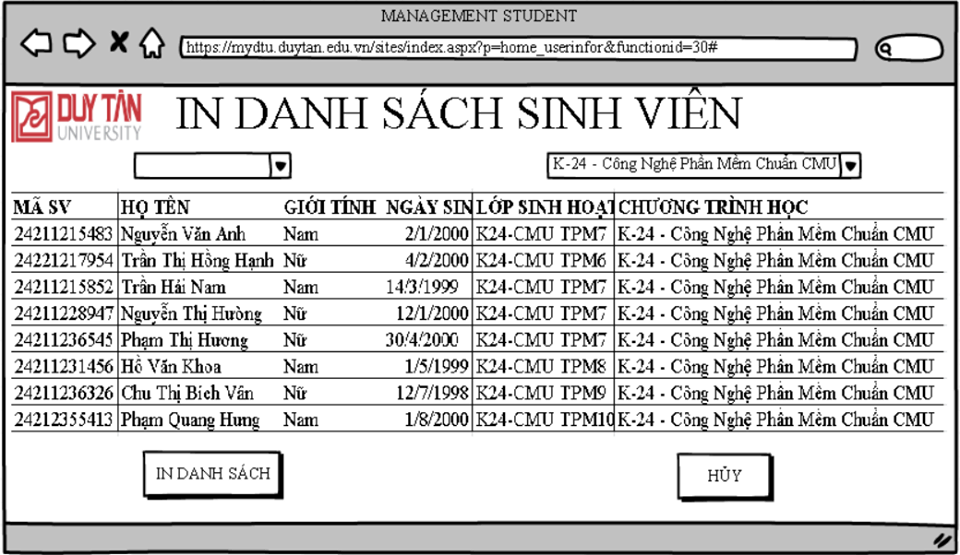 MANAGEMENT STUDENT
https://mydtu.duytan.edu.vn/sites/index.aspx?p=home_userinfor&functionid=30#
DUY TÂN
UNIVERSITY
IN DANH SÁCH SINH VIÊN
K-24 - Công Nghệ Phần Mềm Chuẩn CMU
MÃ SV HỌ TÊN GIỚI TÍNH NGÀY SIN LỚP SINH HOẠT CHƯƠNG TRÌNH HỌC
24211215483 Nguyễn Văn Anh Nam 2/1/2000 K24-CMU TPM7 K-24 - Công Nghệ Phần Mềm Chuẩn CMU
24221217954 Trần Thị Hồng Hạnh Nữ 4/2/2000 K24-CMU TPM6 K-24 - Công Nghệ Phần Mềm Chuẩn CMU
24211215852 Trần Hải Nam Nam 14/3/1999 K24-CMU TPM7 K-24 - Công Nghệ Phần Mềm Chuẩn CMU
24211228947 Nguyễn Thị Hường Nữ 12/1/2000 K24-CMU TPM7 K-24 - Công Nghệ Phần Mềm Chuẩn CMU
24211236545 Phạm Thị Hương Nữ 30/4/2000 K24-CMU TPM7 K-24 - Công Nghệ Phần Mềm Chuẩn CMU
24211231456 Hồ Văn Khoa Nam 1/5/1999 K24-CMU TPM8 K-24 - Công Nghệ Phần Mềm Chuẩn CMU
24211236326 Chu Thị Bích Vân Nữ 12/7/1998 K24-CMU TPM9 K-24 - Công Nghệ Phần Mềm Chuẩn CMU
24212355413 Phạm Quang Hưng Nam 1/8/2000 K24-CMU TPM10 K-24 - Công Nghệ Phần Mềm Chuẩn CMU
IN DANH SÁCH HỦY